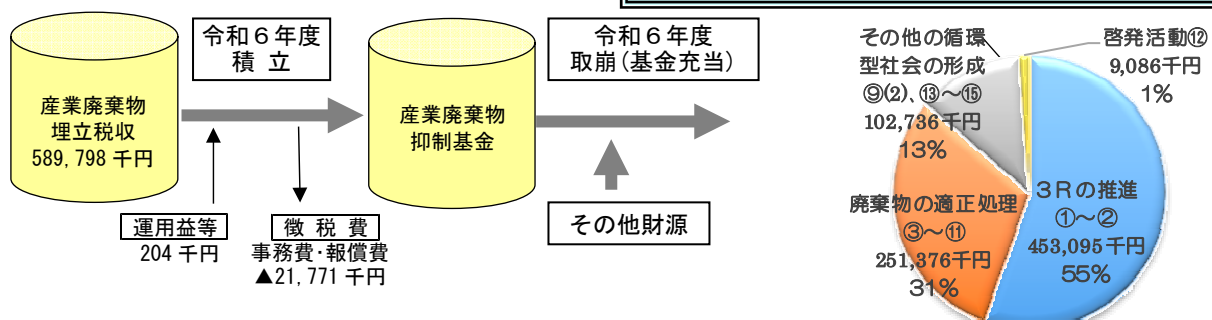 産業廃棄物
埋立税収
589,798 千円
令和６年度
積 立
運用益等
204 千円
徴 税 費
事務費・報償費
▲21,771 千円
産業廃棄物
抑制基金
令和６年度
取崩(基金充当)
その他財源
その他の循環
型社会の形成
⑨(2)、⑬～⑮
102,736千円
13%
啓発活動⑫
9,086千円
1%
廃棄物の適正処理
③～⑪
251,376千円
31%
３Ｒの推進
①～②
453,095千円
55%